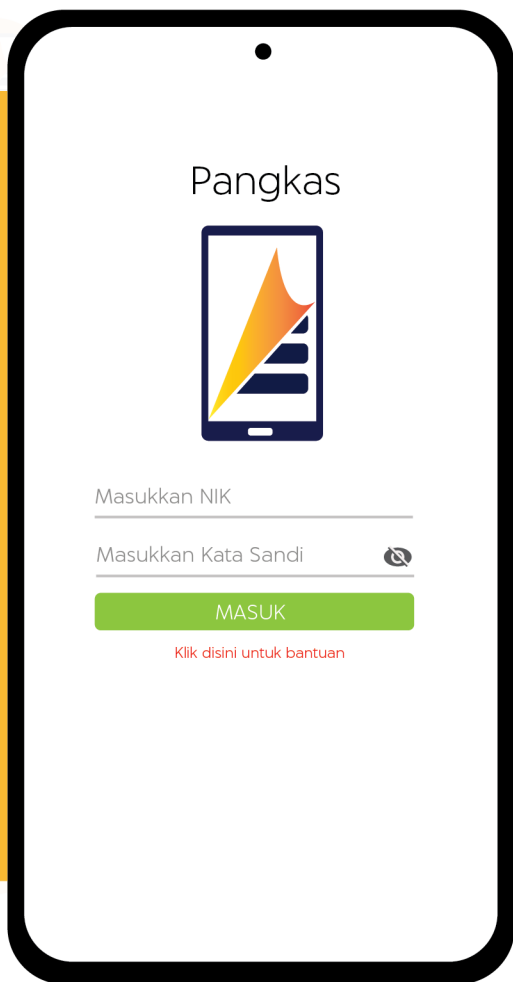 Pangkas
Masukkan NIK
Masukkan Kata Sandi
MASUK
Klik disini untuk bantuan